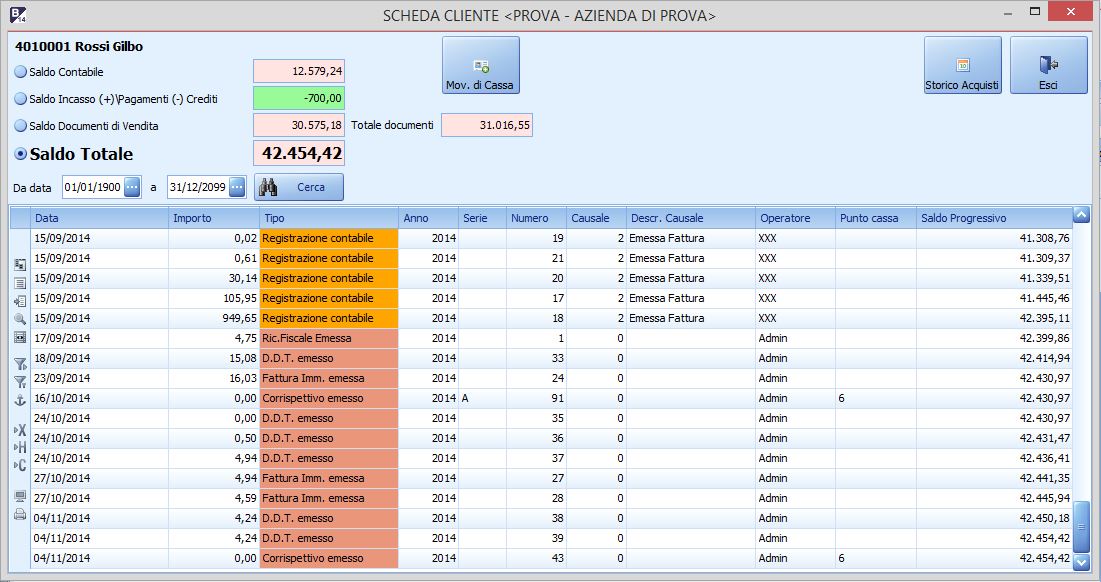 B
14
SCHEDA CLIENTE <PROVA - AZIENDA DI PROVA>
4010001 Rossi Gilbo
Saldo Contabile 12.579,24
Saldo Incasso (+)\Pagamenti (-) Crediti -700,00
Saldo Documenti di Vendita 30.575,18 Totale documenti 31.016,55
Saldo Totale 42.454,42
Mov. di Cassa
Storico Acquisti
Esci
Da data 01/01/1900 ... a 31/12/2099 ... Cerca
Data Importo Tipo Anno Serie Numero Causale Descr. Causale Operatore Punto cassa Saldo Progressivo
15/09/2014 0,02 Registrazione contabile 2014 19 2 Emessa Fattura XXX 41.308,76
15/09/2014 0,61 Registrazione contabile 2014 21 2 Emessa Fattura XXX 41.309,37
15/09/2014 30,14 Registrazione contabile 2014 20 2 Emessa Fattura XXX 41.339,51
15/09/2014 105,95 Registrazione contabile 2014 17 2 Emessa Fattura XXX 41.445,46
15/09/2014 949,65 Registrazione contabile 2014 18 2 Emessa Fattura XXX 42.395,11
17/09/2014 4,75 Ric.Fiscale Emessa 2014 1 0 Admin 42.399,86
18/09/2014 15,08 D.D.T. emesso 2014 33 0 Admin 42.414,94
23/09/2014 16,03 Fattura Imm. emessa 2014 24 0 Admin 42.430,97
16/10/2014 0,00 Corrispettivo emesso 2014 A 91 0 Admin 6 42.430,97
24/10/2014 0,00 D.D.T. emesso 2014 35 0 Admin 42.430,97
24/10/2014 0,50 D.D.T. emesso 2014 36 0 Admin 42.431,47
24/10/2014 4,94 D.D.T. emesso 2014 37 0 Admin 42.436,41
27/10/2014 4,94 Fattura Imm. emessa 2014 27 0 Admin 42.441,35
27/10/2014 4,59 Fattura Imm. emessa 2014 28 0 Admin 42.445,94
04/11/2014 4,24 D.D.T. emesso 2014 38 0 Admin 42.450,18
04/11/2014 4,24 D.D.T. emesso 2014 39 0 Admin 42.454,42
04/11/2014 0,00 Corrispettivo emesso 2014 43 0 Admin 6 42.454,42
X
H
C